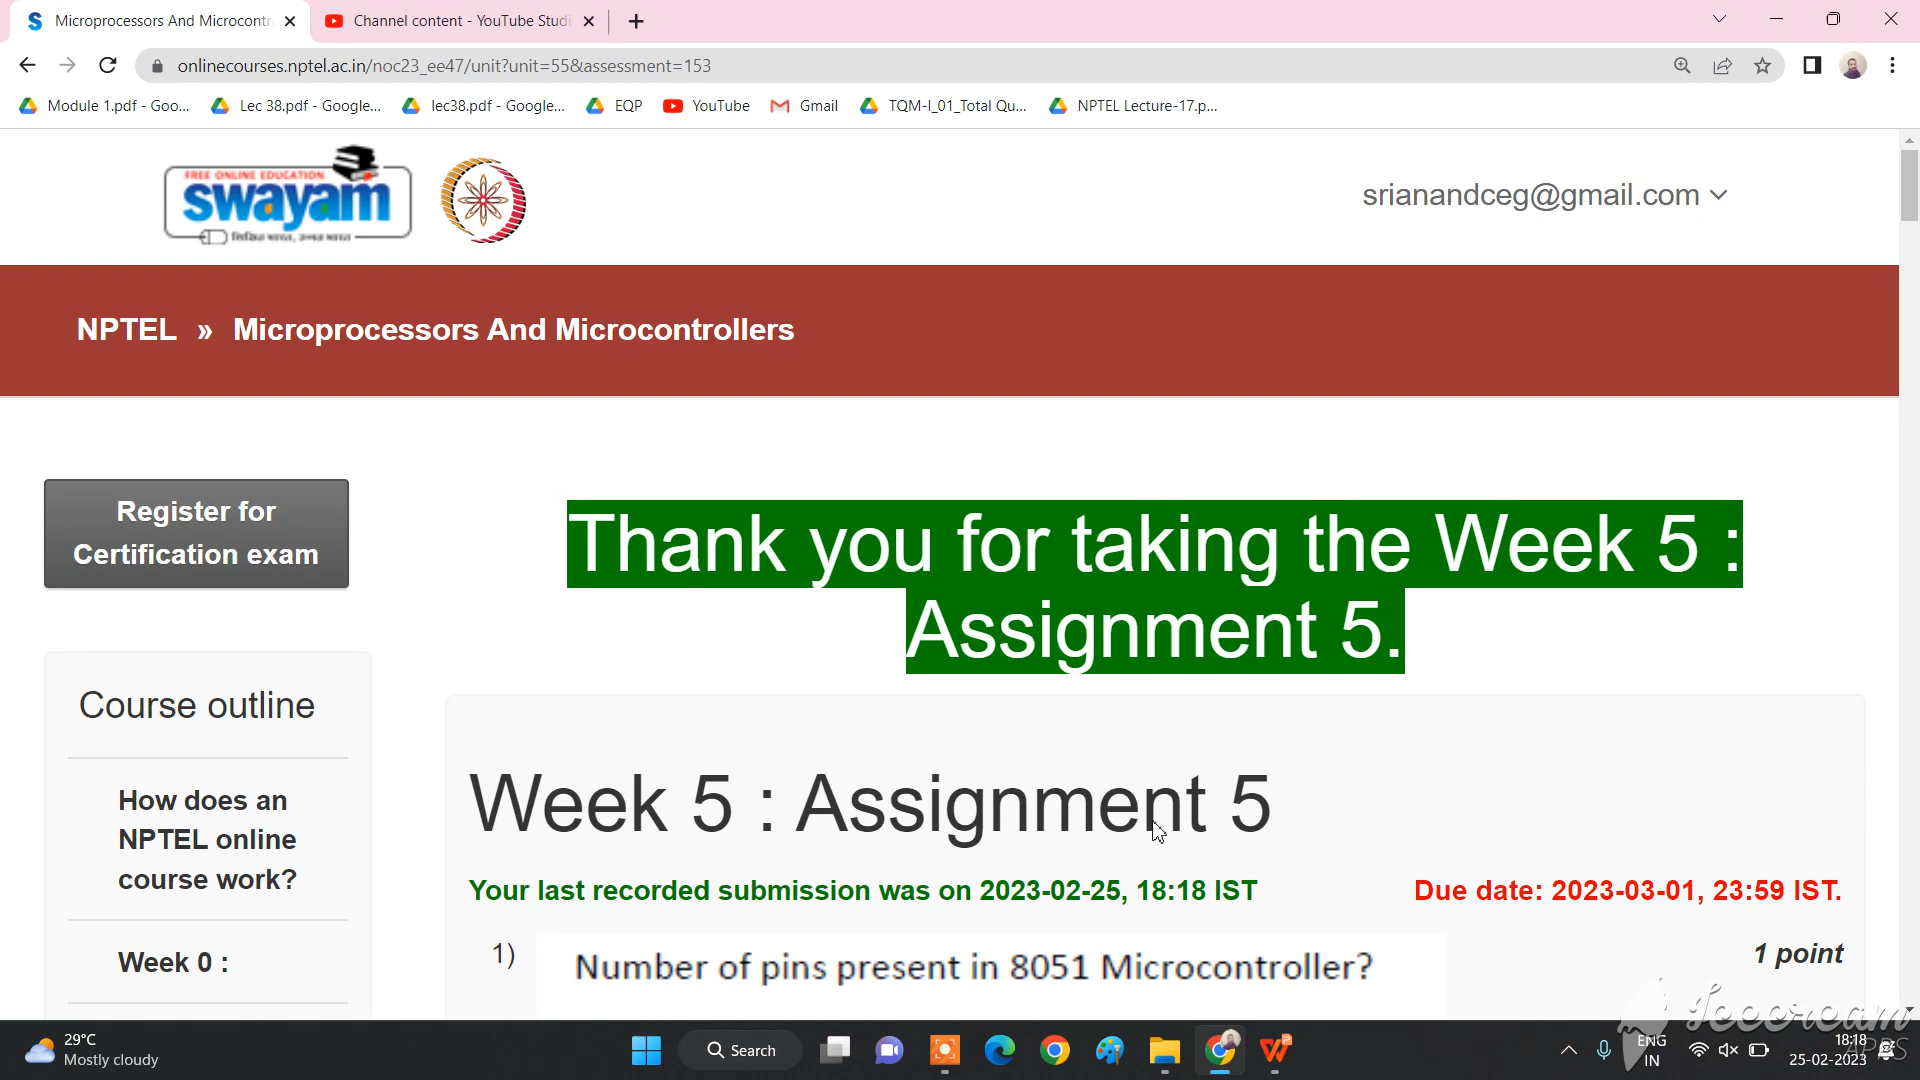 Microprocessors And Microcontr
Channel content - YouTube Studi
onlinecourses.nptel.ac.in/noc23_ee47/unit?unit=55&assessment=153
Module 1.pdf - Goo...
Lec 38.pdf - Google...
lec38.pdf - Google...
EQP
YouTube
Gmail
TQM-I_01_Total Qu...
NPTEL Lecture-17.p...
FREE ONLINE EDUCATION
swayam
srianandceg@gmail.com
NPTEL » Microprocessors And Microcontrollers
Register for
Certification exam
Thank you for taking the Week 5 :
Assignment 5.
Course outline
How does an
NPTEL online
course work?
Week 0 :
Week 5 : Assignment 5
Your last recorded submission was on 2023-02-25, 18:18 IST
Due date: 2023-03-01, 23:59 IST.
1)
Number of pins present in 8051 Microcontroller?
1 point
Icecream
APPS
29°C
Mostly cloudy
Search
ENG
IN
18:18
25-02-2023